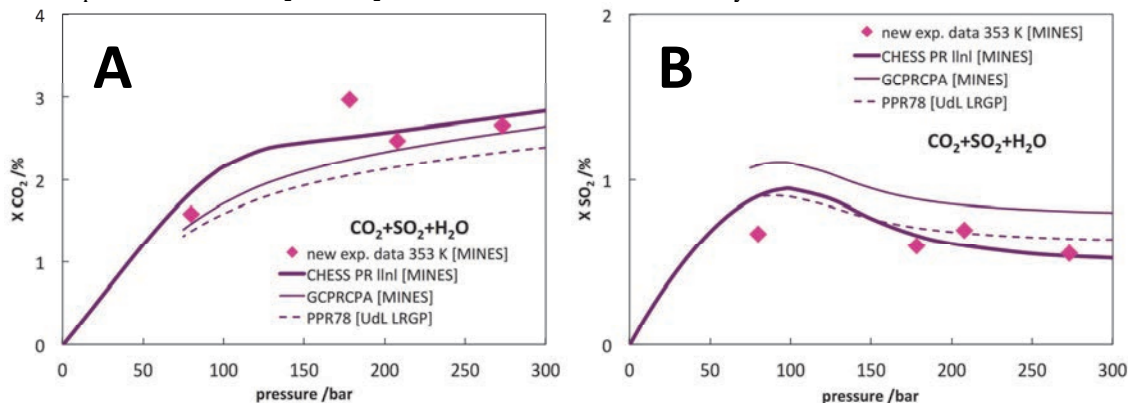 A
4
3
2
1
0
X CO₂ /%
CO₂+SO₂+H₂O
new exp. data 353 K [MINES]
CHESS PR llnl [MINES]
GCPRCPA [MINES]
PPR78 [UdL LRGP]
0 50 100 150 200 250 300
pressure /bar
B
2
1
0
X SO₂ /%
new exp. data 353 K [MINES]
CHESS PR llnl [MINES]
GCPRCPA [MINES]
PPR78 [UdL LRGP]
CO₂+SO₂+H₂O
0 50 100 150 200 250 300
pressure /bar